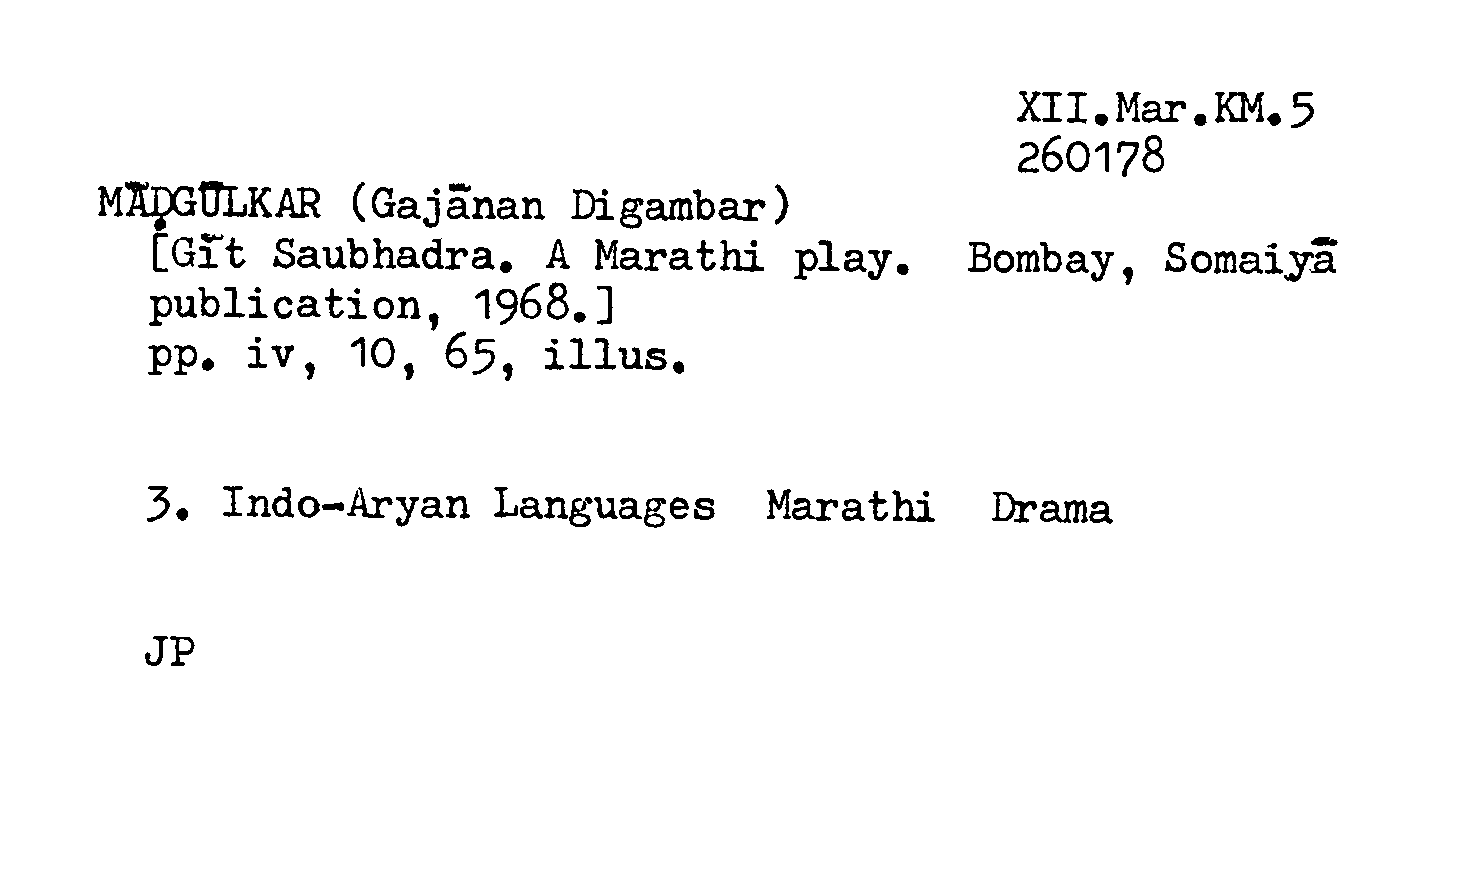 XII.Mar.KM.5
260178
MĀḌGŪLKAR (Gajānan Digambar)
[Gīt Saubhadra. A Marathi play. Bombay, Somaiyā
publication, 1968.]
pp. iv, 10, 65, illus.
3. Indo-Aryan Languages Marathi Drama
JP